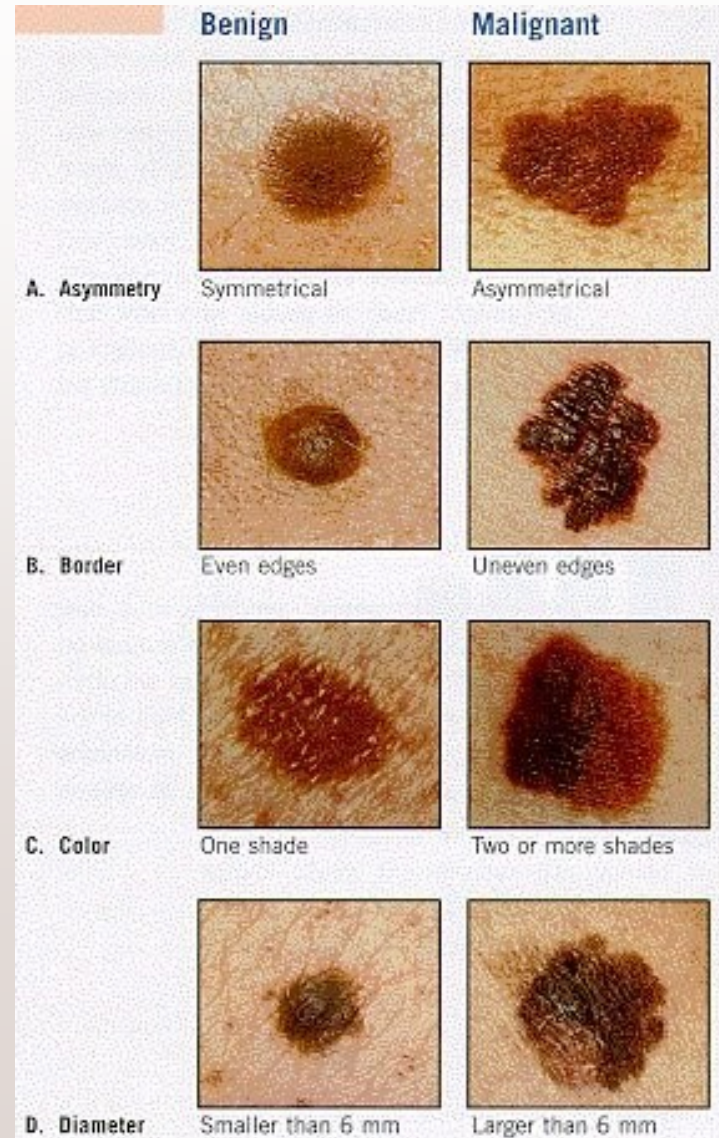 Benign Malignant
A. Asymmetry Symmetrical Asymmetrical
B. Border Even edges Uneven edges
C. Color One shade Two or more shades
D. Diameter Smaller than 6 mm Larger than 6 mm